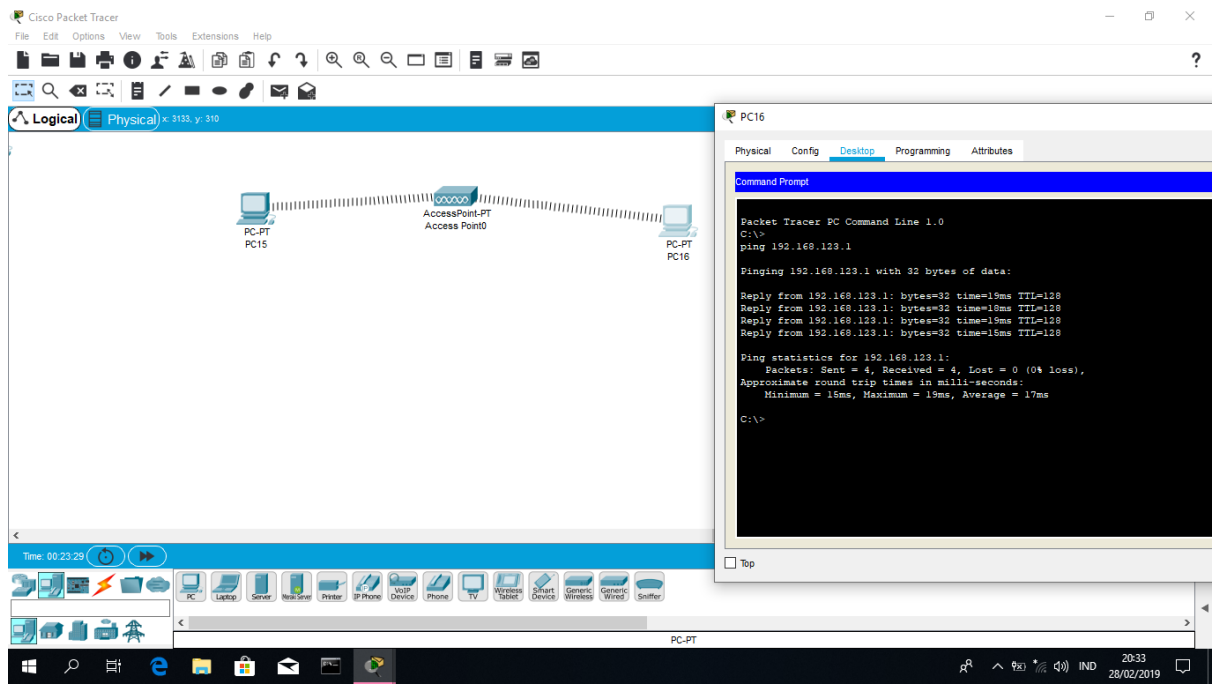 Cisco Packet Tracer
File Edit Options View Tools Extensions Help
?
Logical Physical x: 3133, y: 310
PC-PT
PC15
AccessPoint-PT
Access Point0
PC-PT
PC16
PC16
Physical Config Desktop Programming Attributes
Command Prompt
Packet Tracer PC Command Line 1.0
C:\>
ping 192.168.123.1
Pinging 192.168.123.1 with 32 bytes of data:
Reply from 192.168.123.1: bytes=32 time=19ms TTL=128
Reply from 192.168.123.1: bytes=32 time=18ms TTL=128
Reply from 192.168.123.1: bytes=32 time=19ms TTL=128
Reply from 192.168.123.1: bytes=32 time=15ms TTL=128
Ping statistics for 192.168.123.1:
Packets: Sent = 4, Received = 4, Lost = 0 (0% loss),
Approximate round trip times in milli-seconds:
Minimum = 15ms, Maximum = 19ms, Average = 17ms
C:\>
Top
Time: 00:23:29
PC Laptop Server Meraki Server Printer IP Phone VoIP Device Phone TV Wireless Tablet Smart Device Generic Wireless Generic Wired Sniffer
PC-PT
IND
20:33
28/02/2019